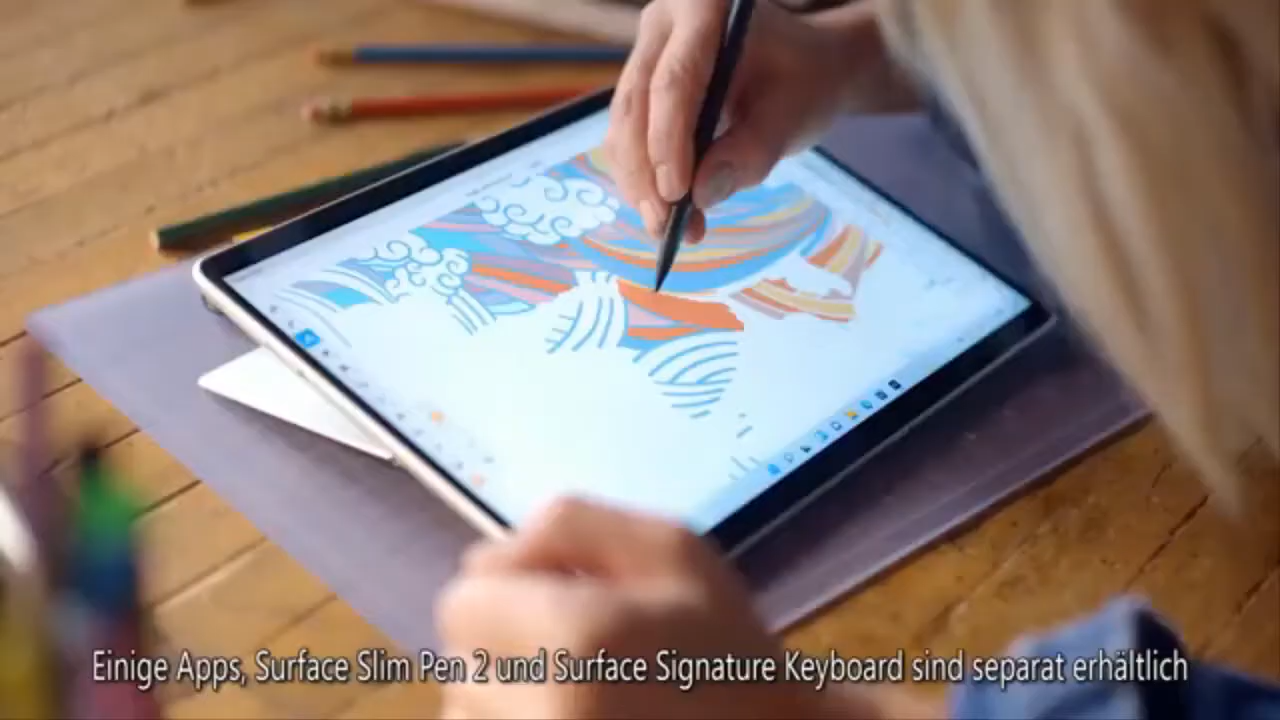 Einige Apps, Surface Slim Pen 2 und Surface Signature Keyboard sind separat erhältlich